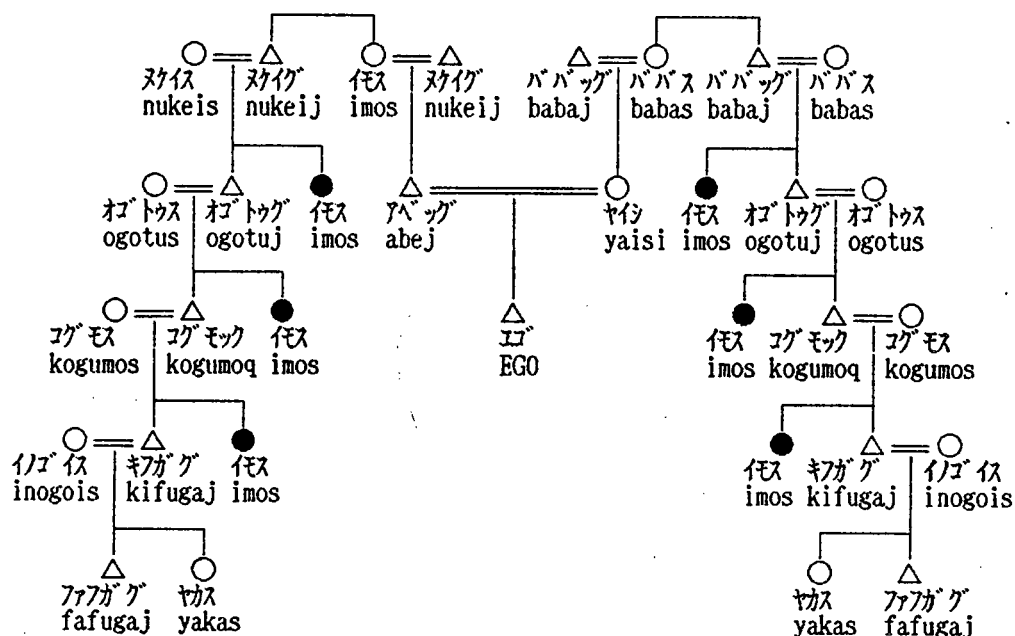 ヌケイス ヌケイグ イモス ヌケイグ ババッグ ババス ババッグ ババス
nukeis nukeij imos nukeij babaj babas babaj babas
オゴトゥス オゴトゥグ イモス アベッグ ヤイシ イモス オゴトゥグ オゴトゥス
ogotus ogotuj imos abej yaisi imos ogotuj ogotus
コグモス コグモック イモス エゴ イモス コグモック コグモス
kogumos kogumoq imos EGO imos kogumoq kogumos
イノゴイス キフガグ イモス イモス キフガグ イノゴイス
inogois kifugaj imos imos kifugaj inogois
ファフガグ ヤカス ヤカス ファフガグ
fafugaj yakas yakas fafugaj